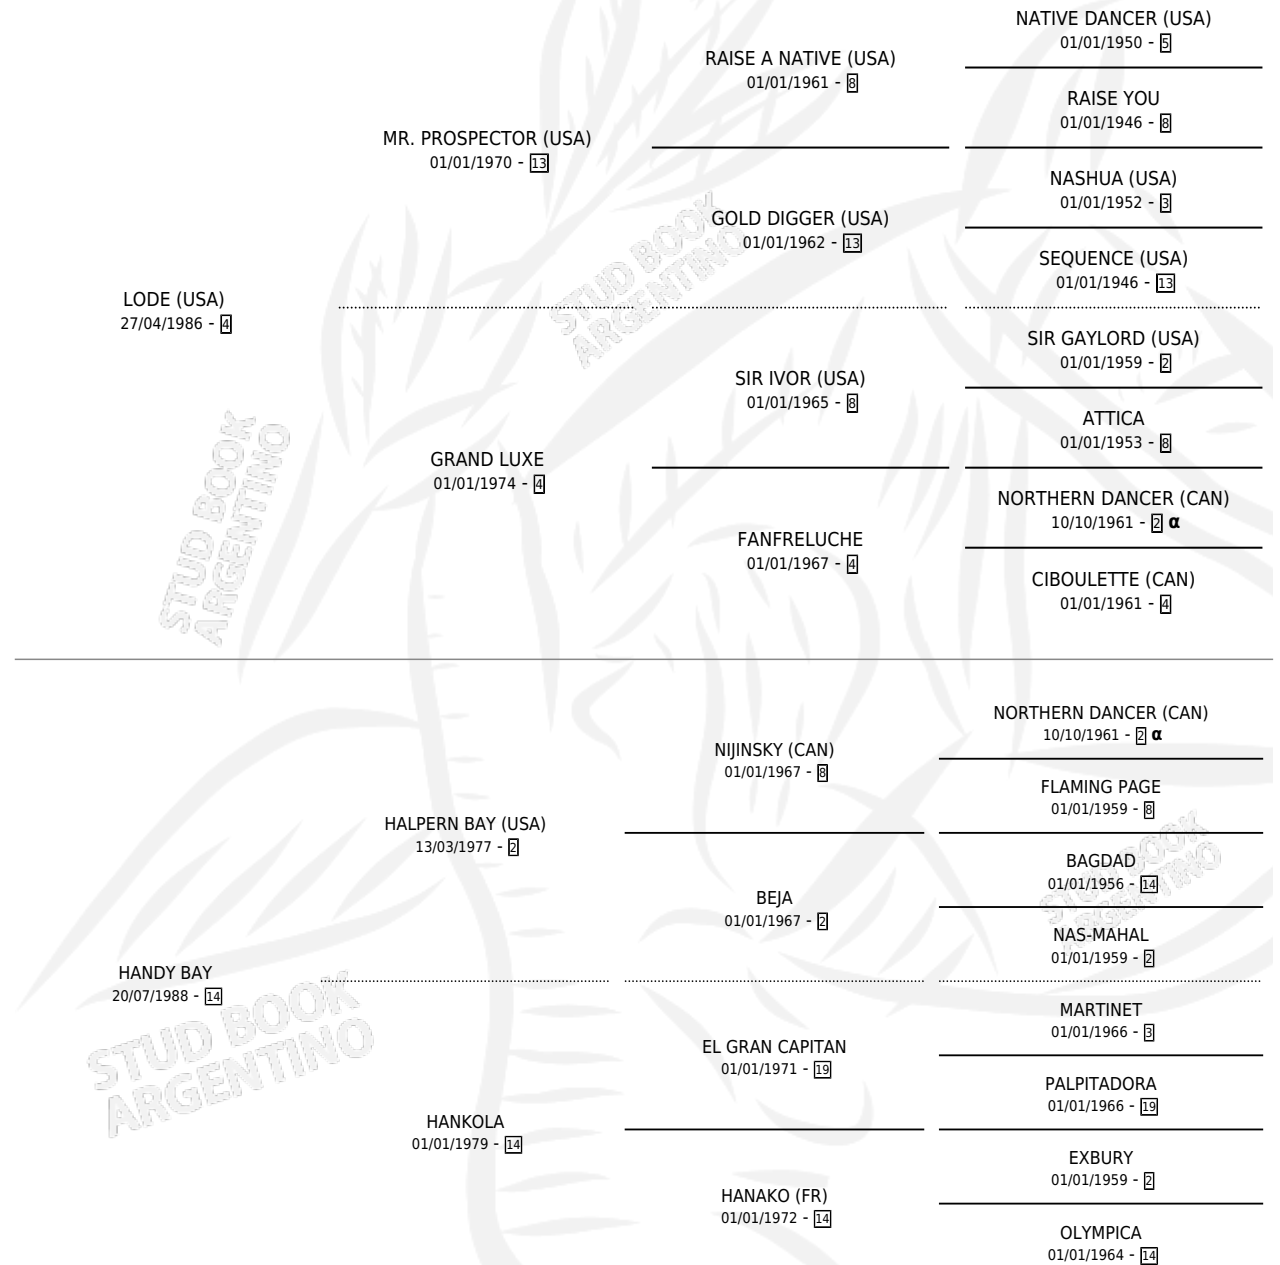 NATIVE DANCER (USA)
01/01/1950 - 5
RAISE A NATIVE (USA)
01/01/1961 - 8
RAISE YOU
01/01/1946 - 8
MR. PROSPECTOR (USA)
01/01/1970 - 13
NASHUA (USA)
01/01/1952 - 3
GOLD DIGGER (USA)
01/01/1962 - 13
SEQUENCE (USA)
01/01/1946 - 13
LODE (USA)
27/04/1986 - 4
SIR GAYLORD (USA)
01/01/1959 - 2
SIR IVOR (USA)
01/01/1965 - 8
ATTICA
01/01/1953 - 8
GRAND LUXE
01/01/1974 - 4
NORTHERN DANCER (CAN)
10/10/1961 - 2 α
FANFRELUCHE
01/01/1967 - 4
CIBOULETTE (CAN)
01/01/1961 - 4
NORTHERN DANCER (CAN)
10/10/1961 - 2 α
NIJINSKY (CAN)
01/01/1967 - 8
FLAMING PAGE
01/01/1959 - 8
HALPERN BAY (USA)
13/03/1977 - 2
BAGDAD
01/01/1956 - 14
BEJA
01/01/1967 - 2
NAS-MAHAL
01/01/1959 - 2
HANDY BAY
20/07/1988 - 14
MARTINET
01/01/1966 - 3
EL GRAN CAPITAN
01/01/1971 - 19
PALPITADORA
01/01/1966 - 19
HANKOLA
01/01/1979 - 14
EXBURY
01/01/1959 - 2
HANAKO (FR)
01/01/1972 - 14
OLYMPICA
01/01/1964 - 14
STUD BOOK
ARGENTINO
STUD BOOK
ARGENTINO
STUD BOOK
ARGENTINO
STUD BOOK
ARGENTINO